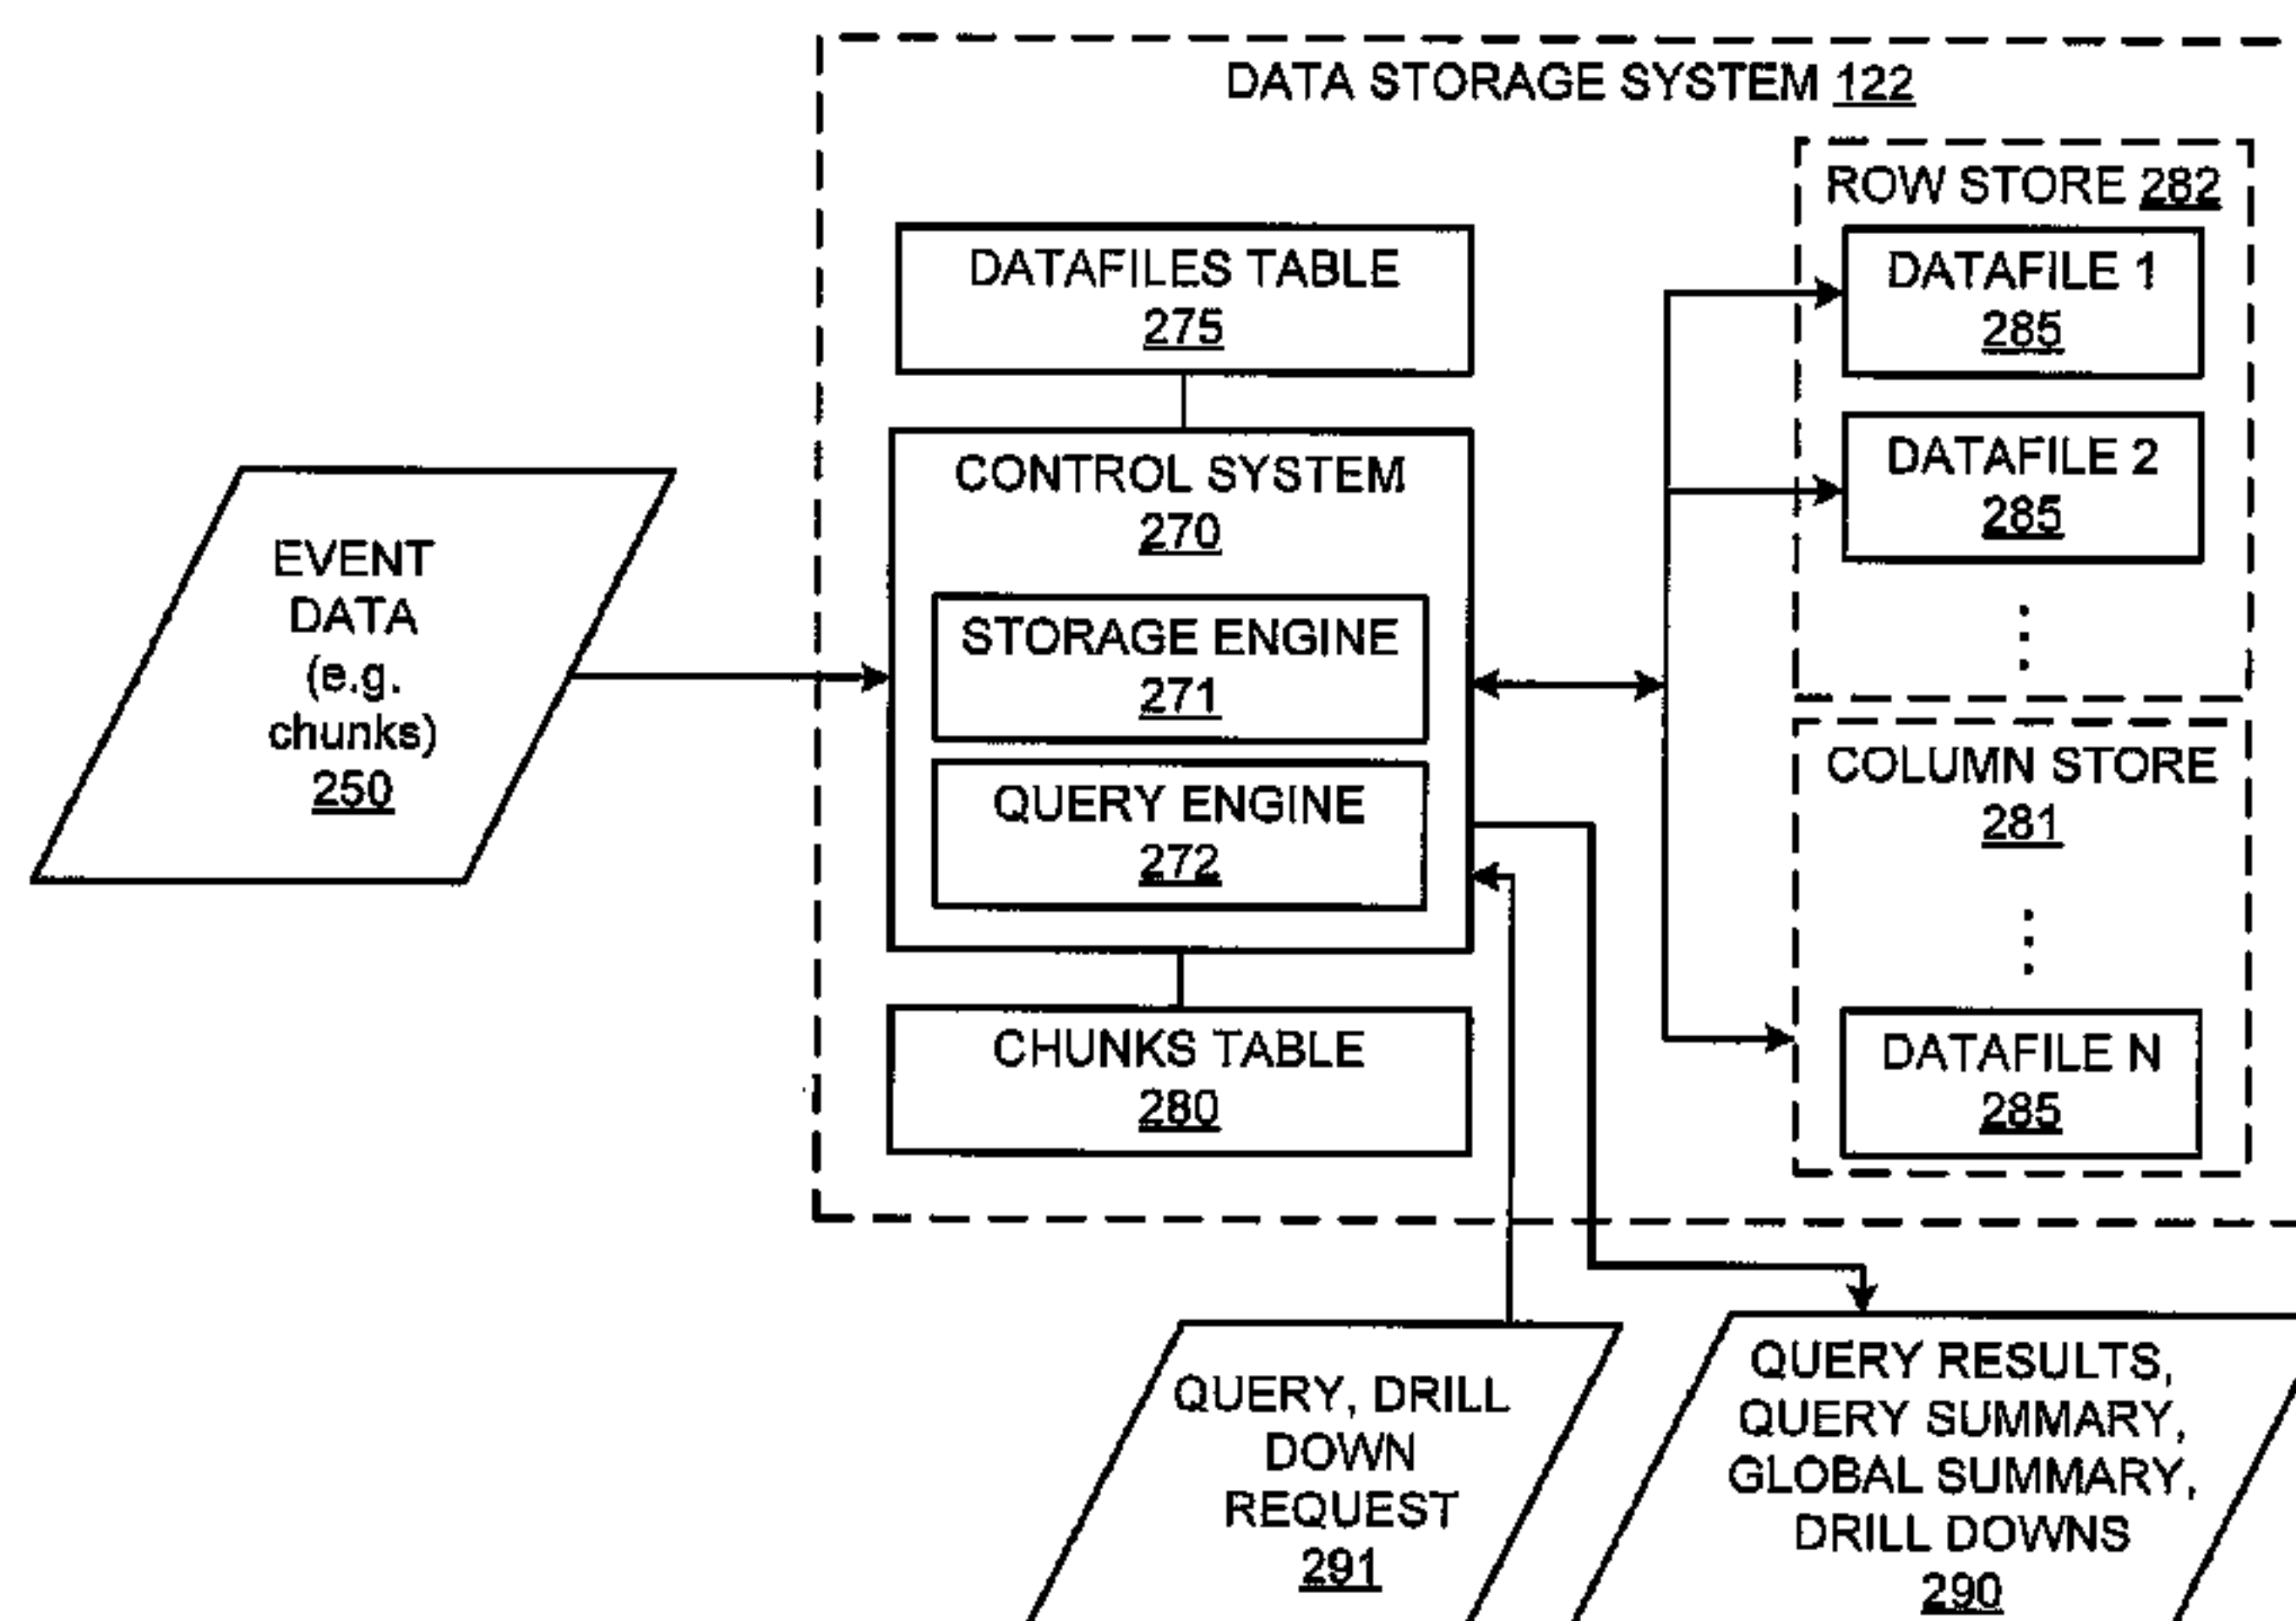 DATA STORAGE SYSTEM 122
ROW STORE 282
DATAFILES TABLE
275
DATAFILE 1
285
CONTROL SYSTEM
270
DATAFILE 2
285
EVENT
DATA
(e.g.
chunks)
250
STORAGE ENGINE
271
QUERY ENGINE
272
COLUMN STORE
281
CHUNKS TABLE
280
DATAFILE N
285
QUERY, DRILL
DOWN
REQUEST
291
QUERY RESULTS,
QUERY SUMMARY,
GLOBAL SUMMARY,
DRILL DOWNS
290